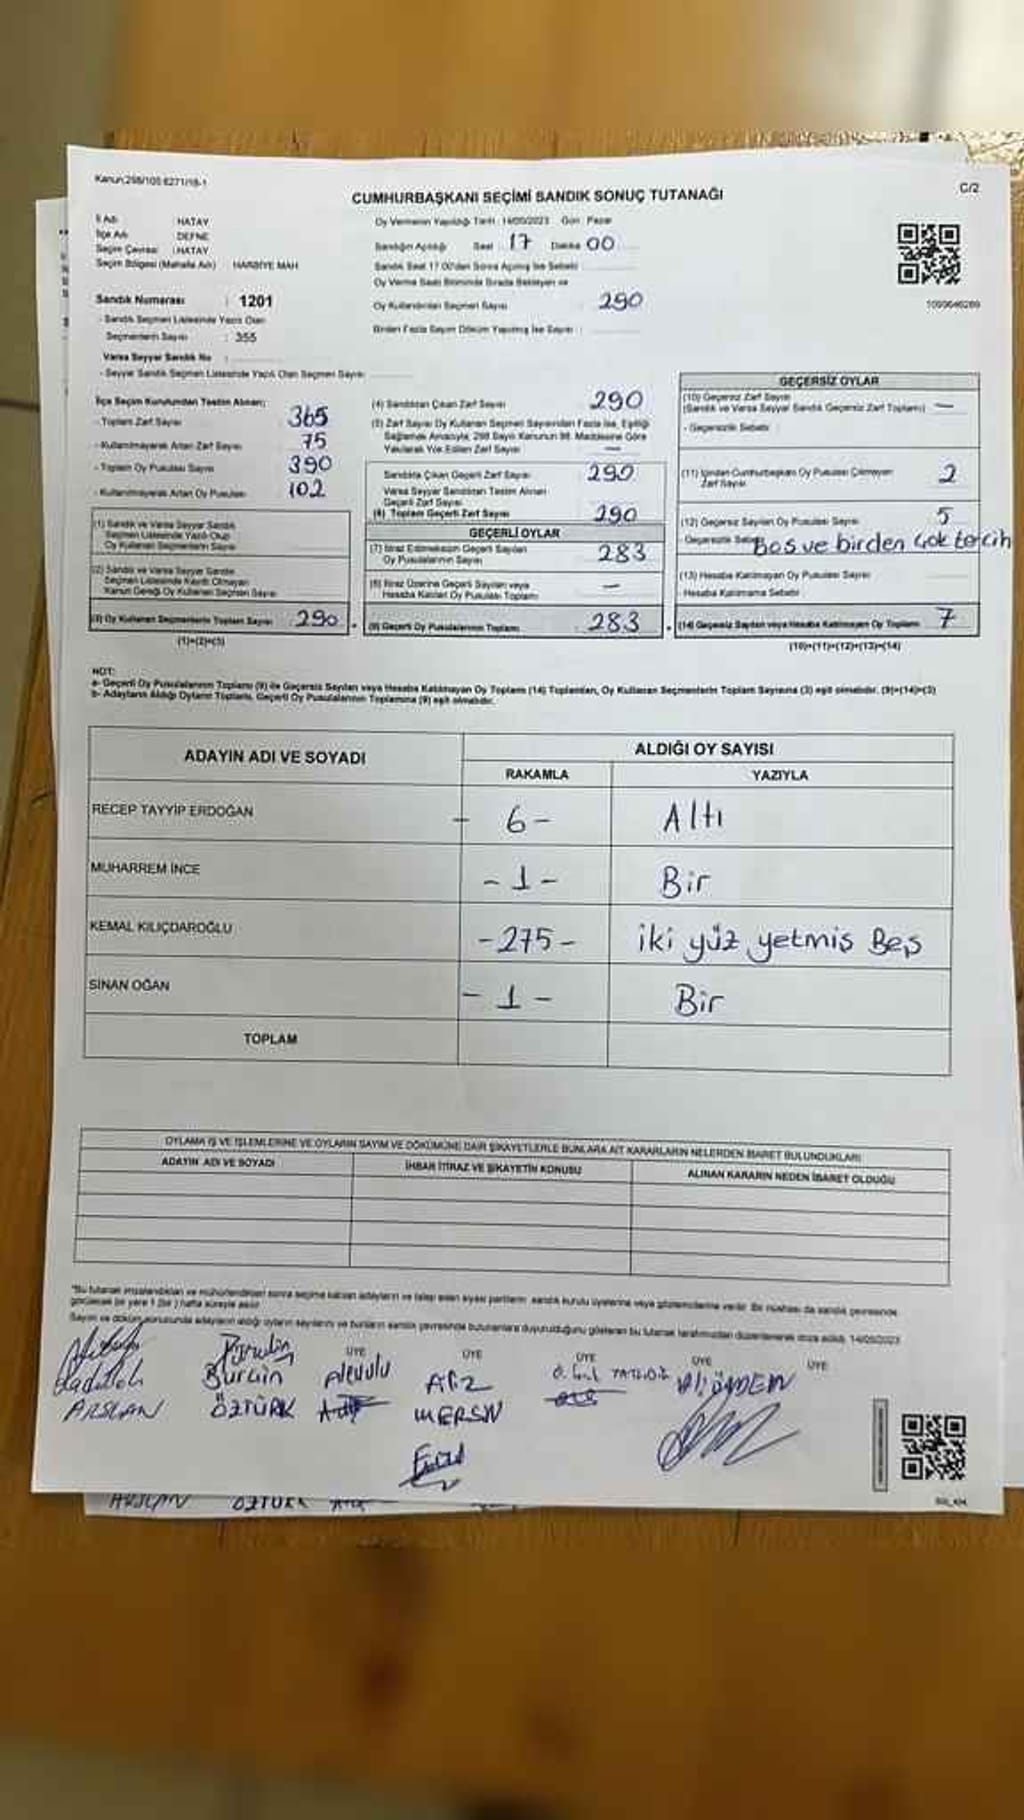 Kanun:298/105 6271/18-1
C/2
CUMHURBAŞKANI SEÇİMİ SANDIK SONUÇ TUTANAĞI
İl Adı : HATAY
İlçe Adı : DEFNE
Seçim Çevresi : HATAY
Seçim Bölgesi (Mahalle Adı) HARBİYE MAH
Oy Vermenin Yapıldığı Tarih : 14/05/2023 Gün : Pazar
Sandığın Açıldığı Saat : 17 Dakika 00
Sandık Saat 17.00'den Sonra Açılmış İse Sebebi
Oy Verme Saati Bitiminde Sırada Bekleyen ve
Oy Kullandırılan Seçmen Sayısı 290
Birden Fazla Sayım Döküm Yapılmış İse Sayısı :
Sandık Numarası : 1201
- Sandık Seçmen Listesinde Yazılı Olan
Seçmenlerin Sayısı : 355
Varsa Seyyar Sandık No :
- Seyyar Sandık Seçmen Listesinde Yazılı Olan Seçmen Sayısı
İlçe Seçim Kurulundan Teslim Alınan:
- Toplam Zarf Sayısı 365
- Kullanılmayarak Artan Zarf Sayısı 75
- Toplam Oy Pusulası Sayısı 390
- Kullanılmayarak Artan Oy Pusulası 102
(1) Sandık ve Varsa Seyyar Sandık
Seçmen Listesinde Yazılı Olup
Oy Kullanan Seçmenlerin Sayısı
(2) Sandık ve Varsa Seyyar Sandık
Seçmen Listesinde Kayıtlı Olmayan
Kanun Gereği Oy Kullanan Seçmen Sayısı
(3) Oy Kullanan Seçmenlerin Toplam Sayısı 290
(1)+(2)=(3)
(4) Sandıktan Çıkan Zarf Sayısı 290
(5) Zarf Sayısı Oy Kullanan Seçmen Sayısından Fazla İse, Eşitliği
Sağlamak Amacıyla; 298 Sayılı Kanunun 98. Maddesine Göre
Yakılarak Yok Edilen Zarf Sayısı —
Sandıkta Çıkan Geçerli Zarf Sayısı 290
Varsa Seyyar Sandıktan Teslim Alınan
Geçerli Zarf Sayısı
(6) Toplam Geçerli Zarf Sayısı 290
GEÇERLİ OYLAR
(7) İtiraz Edilmeksizin Geçerli Sayılan
Oy Pusulalarının Sayısı 283
(8) İtiraz Üzerine Geçerli Sayılan veya
Hesaba Katılan Oy Pusulası Toplamı —
(9) Geçerli Oy Pusulalarının Toplamı 283
GEÇERSİZ OYLAR
(10) Geçersiz Zarf Sayısı
(Sandık ve Varsa Seyyar Sandık Geçersiz Zarf Toplamı) —
- Geçersizlik Sebebi
(11) İçinden Cumhurbaşkanı Oy Pusulası Çıkmayan
Zarf Sayısı 2
(12) Geçersiz Sayılan Oy Pusulası Sayısı 5
Geçersizlik Sebebi Boş ve birden çok tercih
(13) Hesaba Katılmayan Oy Pusulası Sayısı
- Hesaba Katılmama Sebebi
(14) Geçersiz Sayılan veya Hesaba Katılmayan Oy Toplamı 7
(10)+(11)+(12)+(13)=(14)
NOT:
a- Geçerli Oy Pusulalarının Toplamı (9) ile Geçersiz Sayılan veya Hesaba Katılmayan Oy Toplam (14) Toplamları, Oy Kullanan Seçmenlerin Toplam Sayısına (3) eşit olmalıdır. (9)+(14)=(3)
b- Adayların Aldığı Oyların Toplamı, Geçerli Oy Pusulalarının Toplamına (9) eşit olmalıdır.
ADAYIN ADI VE SOYADI ALDIĞI OY SAYISI
RAKAMLA YAZIYLA
RECEP TAYYİP ERDOĞAN - 6 - Altı
MUHARREM İNCE - 1 - Bir
KEMAL KILIÇDAROĞLU - 275 - iki yüz yetmiş Beş
SİNAN OĞAN - 1 - Bir
TOPLAM
OYLAMA İŞ VE İŞLEMLERİNE VE OYLARIN SAYIM VE DÖKÜMÜNE DAİR ŞİKAYETLERLE BUNLARA AİT KARARLARIN NELERDEN İBARET BULUNDUKLARI
ADAYIN ADI VE SOYADI İHBAR İTİRAZ VE ŞİKAYETİN KONUSU ALINAN KARARIN NEDEN İBARET OLDUĞU
*Bu tutanak imzalandıktan ve mühürlendikten sonra seçime katılan adayların ve talep eden siyasi partilerin sandık kurulu üyelerine veya gözlemcilerine verilir. Bir nüshası da sandık çevresinde
görülecek bir yere 1 (bir) hafta süreyle asılır.
Sayım ve döküm sonucunda adayların aldığı oyların sayılarını ve bunların sandık çevresinde bulunanlara duyurulduğunu gösteren bu tutanak tarafımızdan düzenlenerek imza edildi. 14/05/2023
ÜYE ÜYE ÜYE ÜYE ÜYE
Burcin
ARSLAN ÖZTÜRK MERSİN
ARSLAN ÖZTÜRK